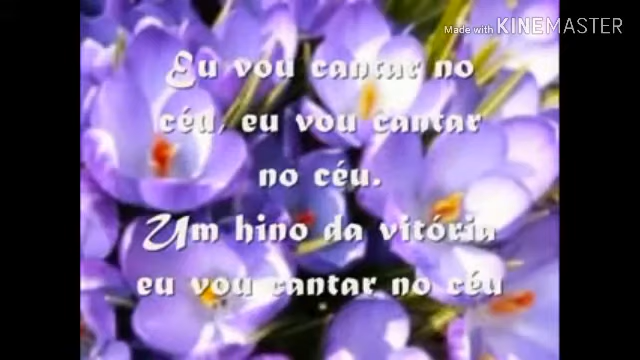 Made with KINEMASTER
Eu vou cantar no
céu, eu vou cantar
no céu.
Um hino da vitória
eu vou cantar no céu